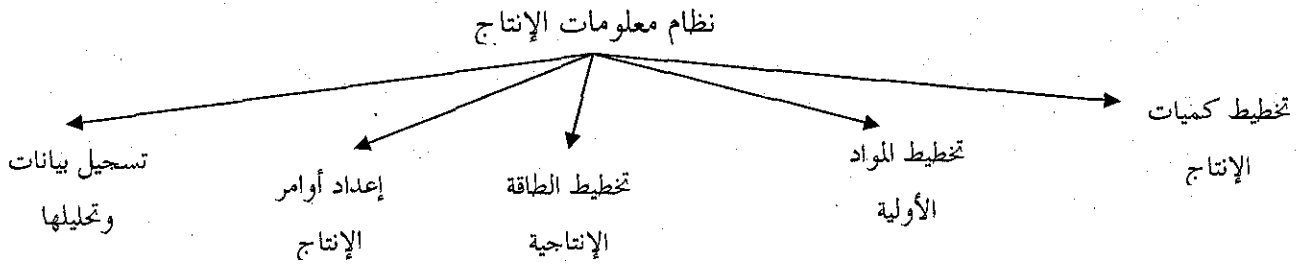 نظام معلومات الإنتاج
تخطيط كميات
الإنتاج
تخطيط المواد
الأولية
تخطيط الطاقة
الإنتاجية
إعداد أوامر
الإنتاج
تسجيل بيانات
وتحليلها